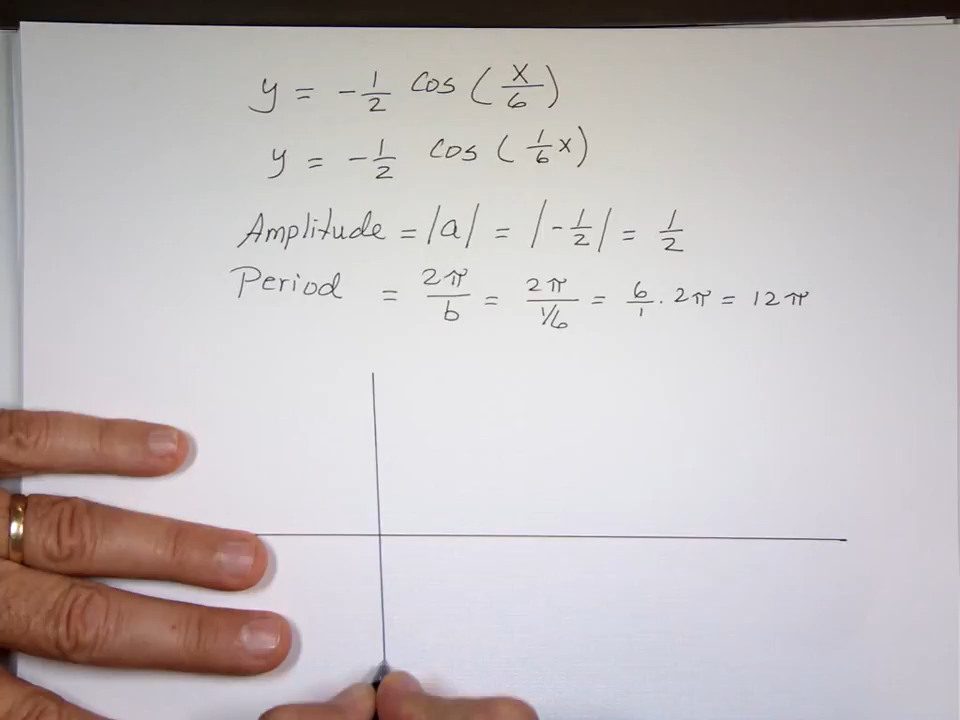 y = -1/2 cos (x/6)
y = -1/2 cos (1/6 x)
Amplitude = |a| = |-1/2| = 1/2
Period = 2π/b = 2π/1/6 = 6/1 · 2π = 12π